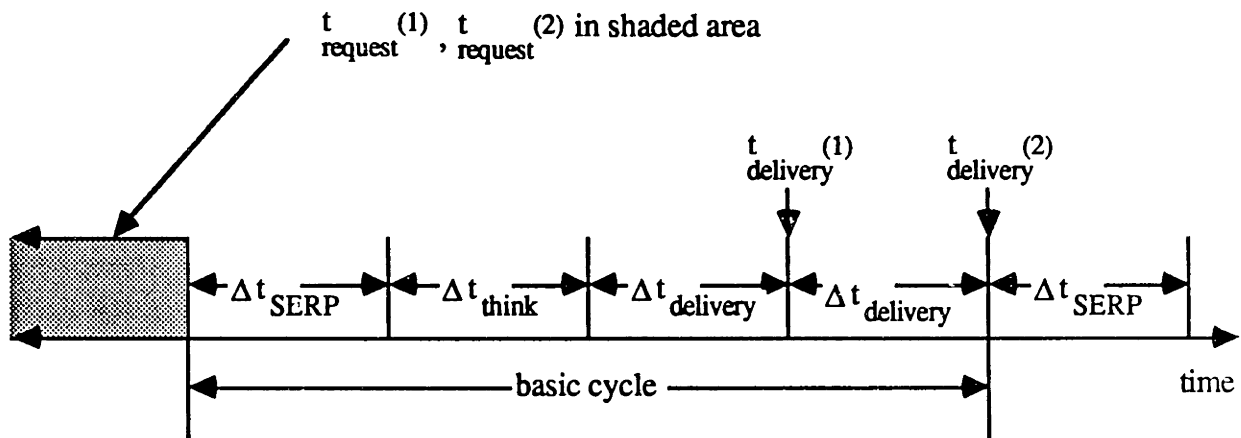 t request (1) , t request (2) in shaded area
t delivery (1)
t delivery (2)
Δ t SERP
Δ t think
Δ t delivery
Δ t delivery
Δ t SERP
basic cycle
time